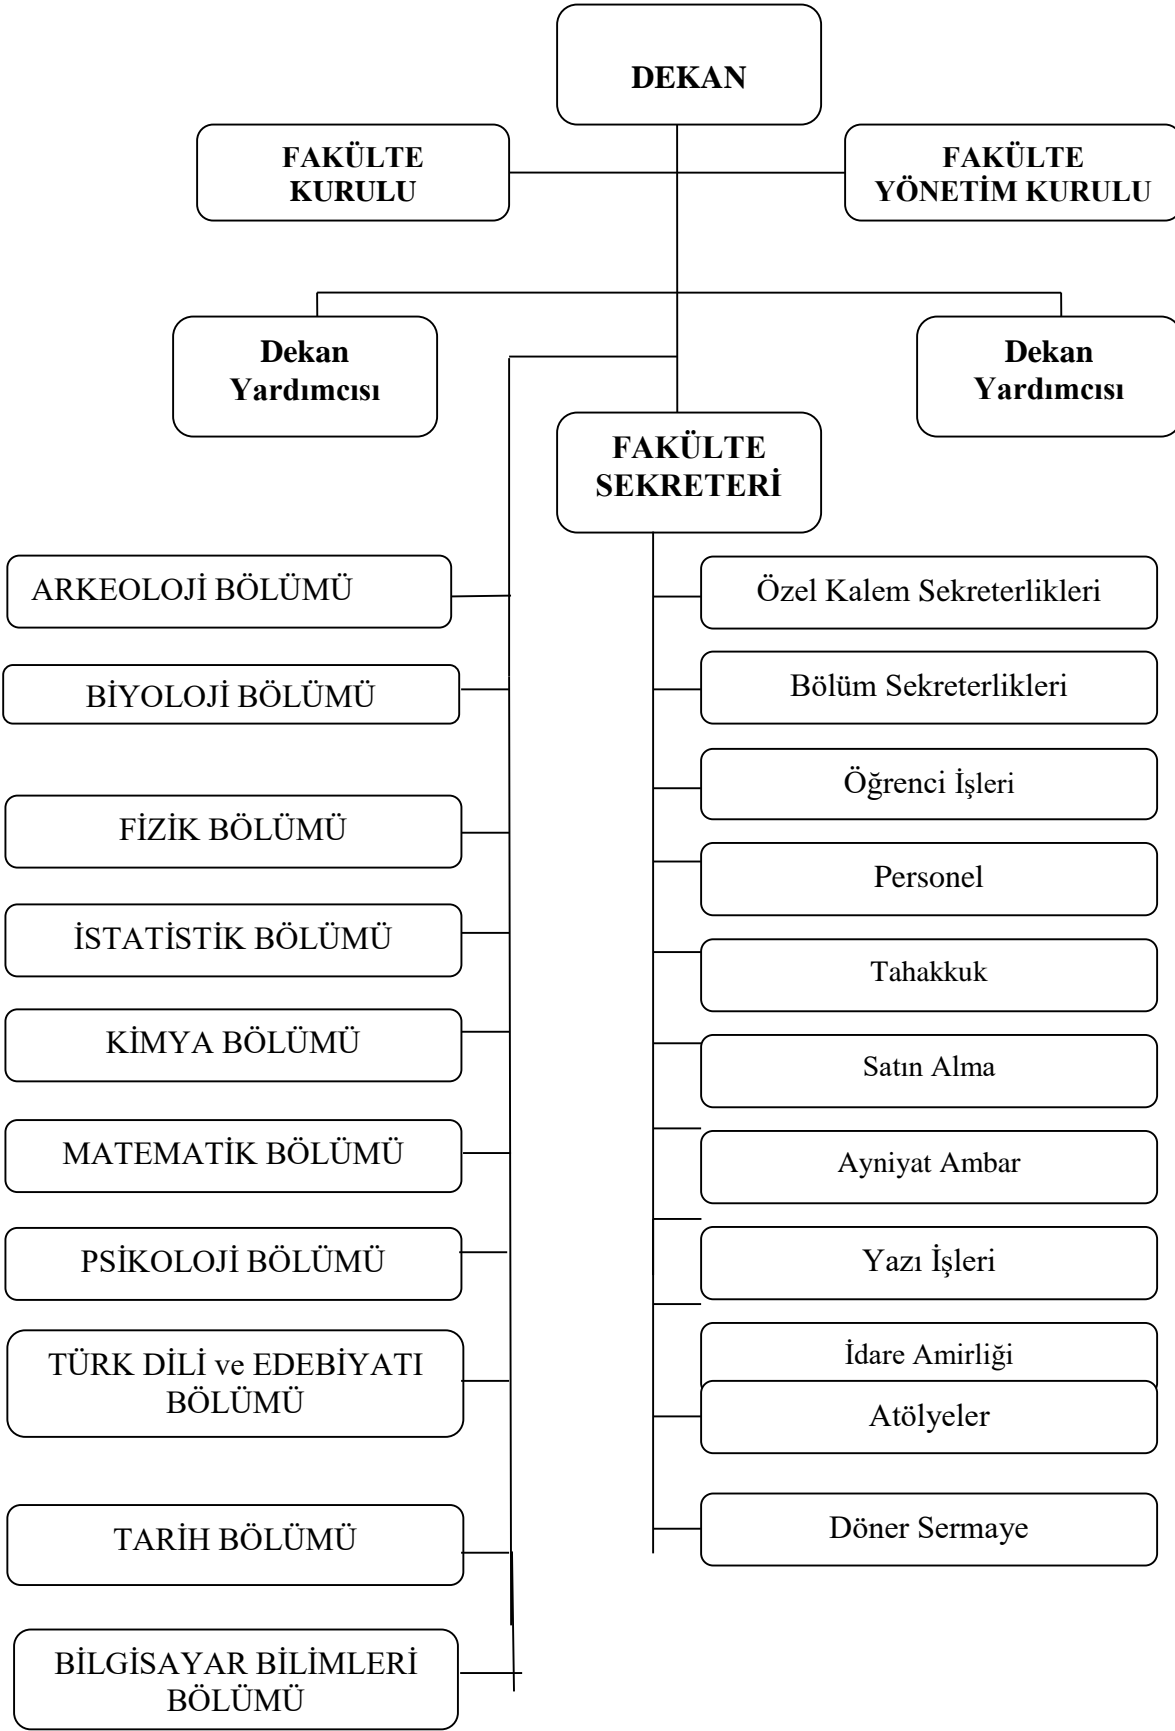 DEKAN
FAKÜLTE
KURULU
FAKÜLTE
YÖNETİM KURULU
Dekan
Yardımcısı
Dekan
Yardımcısı
FAKÜLTE
SEKRETERİ
ARKEOLOJİ BÖLÜMÜ
BİYOLOJİ BÖLÜMÜ
FİZİK BÖLÜMÜ
İSTATİSTİK BÖLÜMÜ
KİMYA BÖLÜMÜ
MATEMATİK BÖLÜMÜ
PSİKOLOJİ BÖLÜMÜ
TÜRK DİLİ ve EDEBİYATI
BÖLÜMÜ
TARİH BÖLÜMÜ
BİLGİSAYAR BİLİMLERİ
BÖLÜMÜ
Özel Kalem Sekreterlikleri
Bölüm Sekreterlikleri
Öğrenci İşleri
Personel
Tahakkuk
Satın Alma
Ayniyat Ambar
Yazı İşleri
İdare Amirliği
Atölyeler
Döner Sermaye